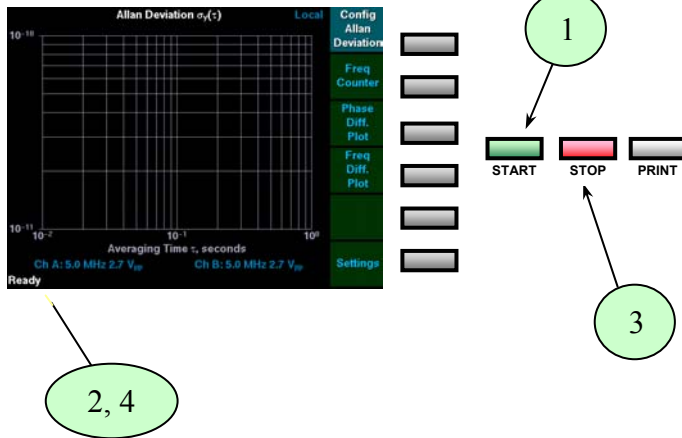 Allan Deviation σy(τ)
Local
Config
Allan
Deviation
Freq
Counter
Phase
Diff.
Plot
Freq
Diff.
Plot
Settings
10⁻¹⁰
10⁻¹¹
10⁻²
10⁻¹
10⁰
Averaging Time τ, seconds
Ch A: 5.0 MHz 2.7 Vpp
Ch B: 5.0 MHz 2.7 Vpp
Ready
1
START
STOP
PRINT
3
2, 4